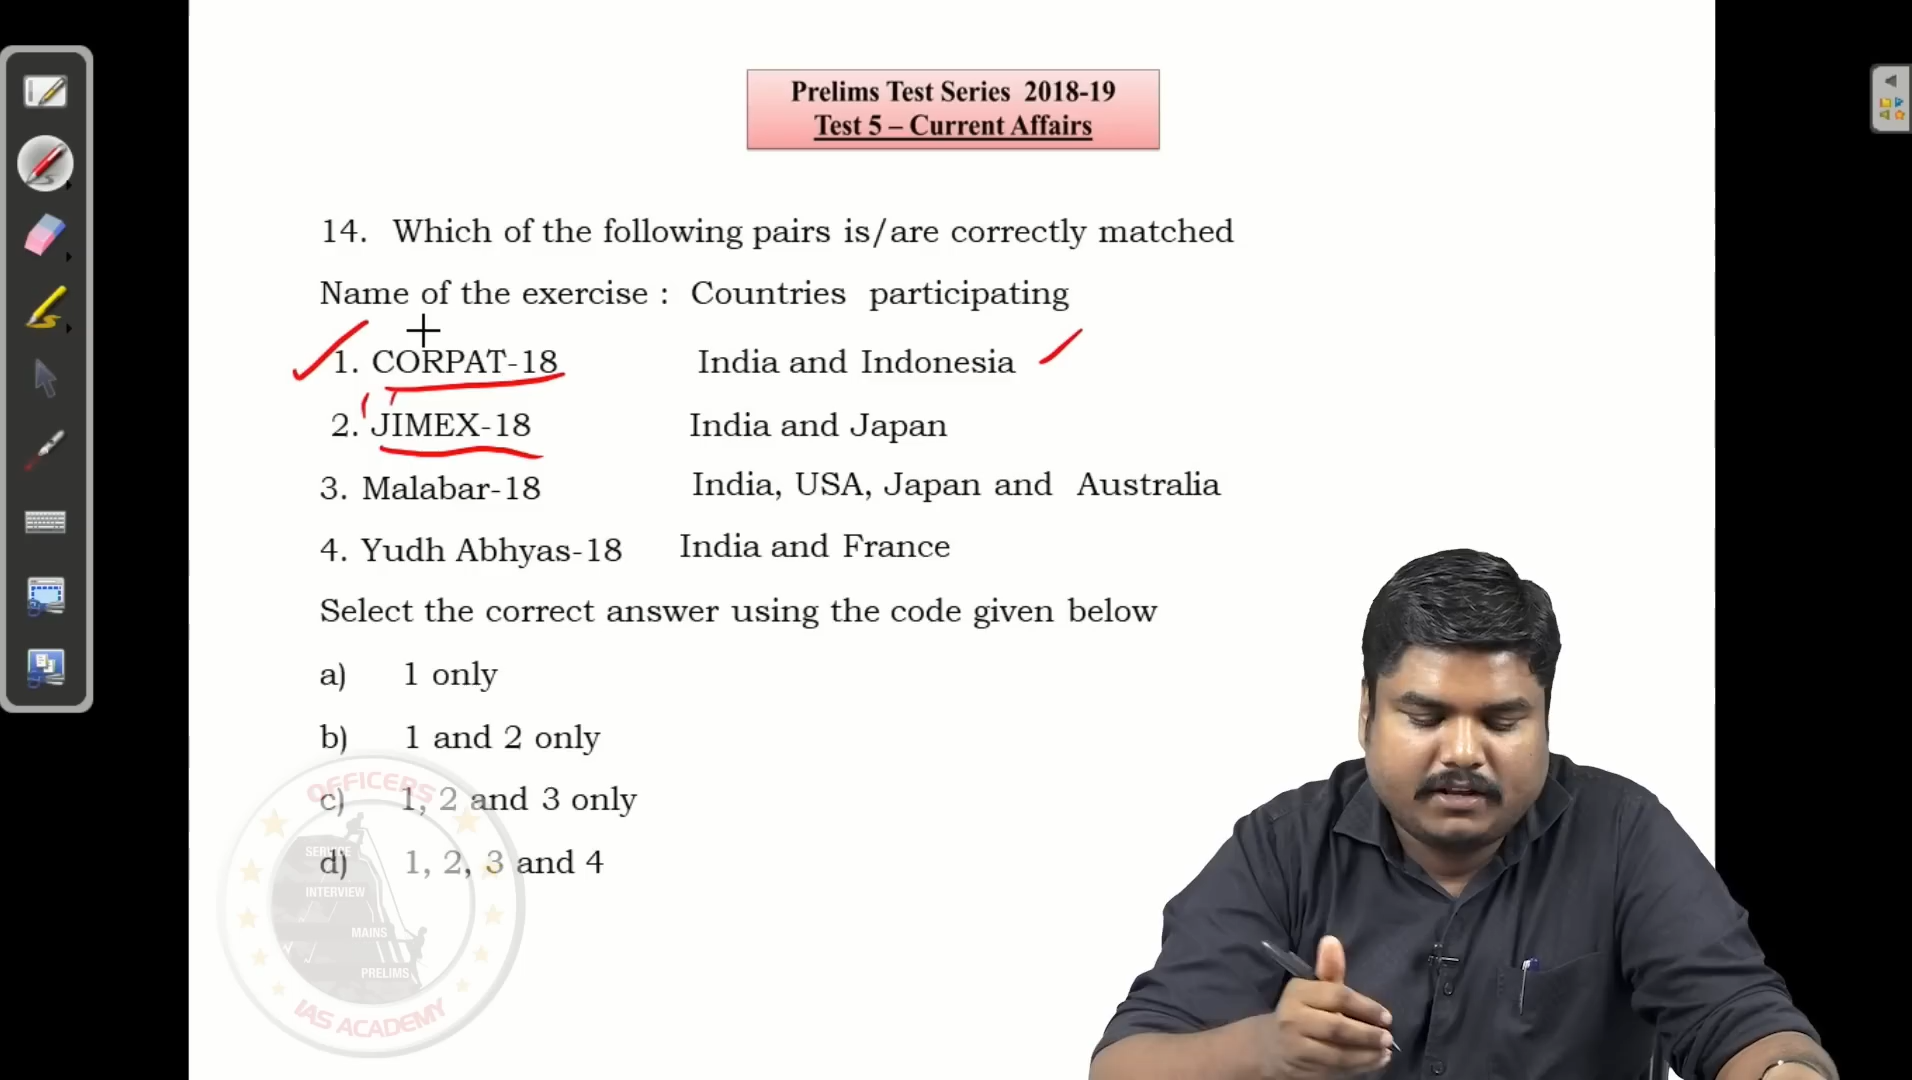 Prelims Test Series 2018-19
Test 5 – Current Affairs
14. Which of the following pairs is/are correctly matched
Name of the exercise : Countries participating
1. CORPAT-18 India and Indonesia
2. JIMEX-18 India and Japan
3. Malabar-18 India, USA, Japan and Australia
4. Yudh Abhyas-18 India and France
Select the correct answer using the code given below
a) 1 only
b) 1 and 2 only
c) 1, 2 and 3 only
d) 1, 2, 3 and 4
OFFICERS
SERVICE
INTERVIEW
MAINS
PRELIMS
IAS ACADEMY